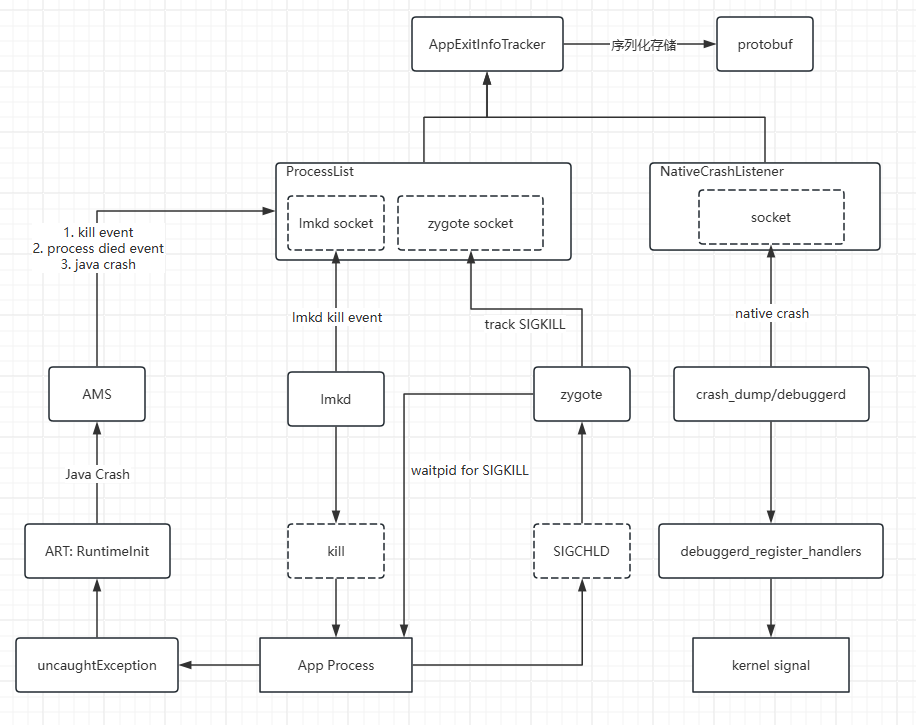 AppExitInfoTracker
序列化存储
protobuf
ProcessList
lmkd socket
zygote socket
NativeCrashListener
socket
1. kill event
2. process died event
3. java crash
lmkd kill event
track SIGKILL
native crash
AMS
lmkd
zygote
crash_dump/debuggerd
Java Crash
waitpid for SIGKILL
ART: RuntimeInit
kill
SIGCHLD
debuggerd_register_handlers
uncaughtException
App Process
kernel signal